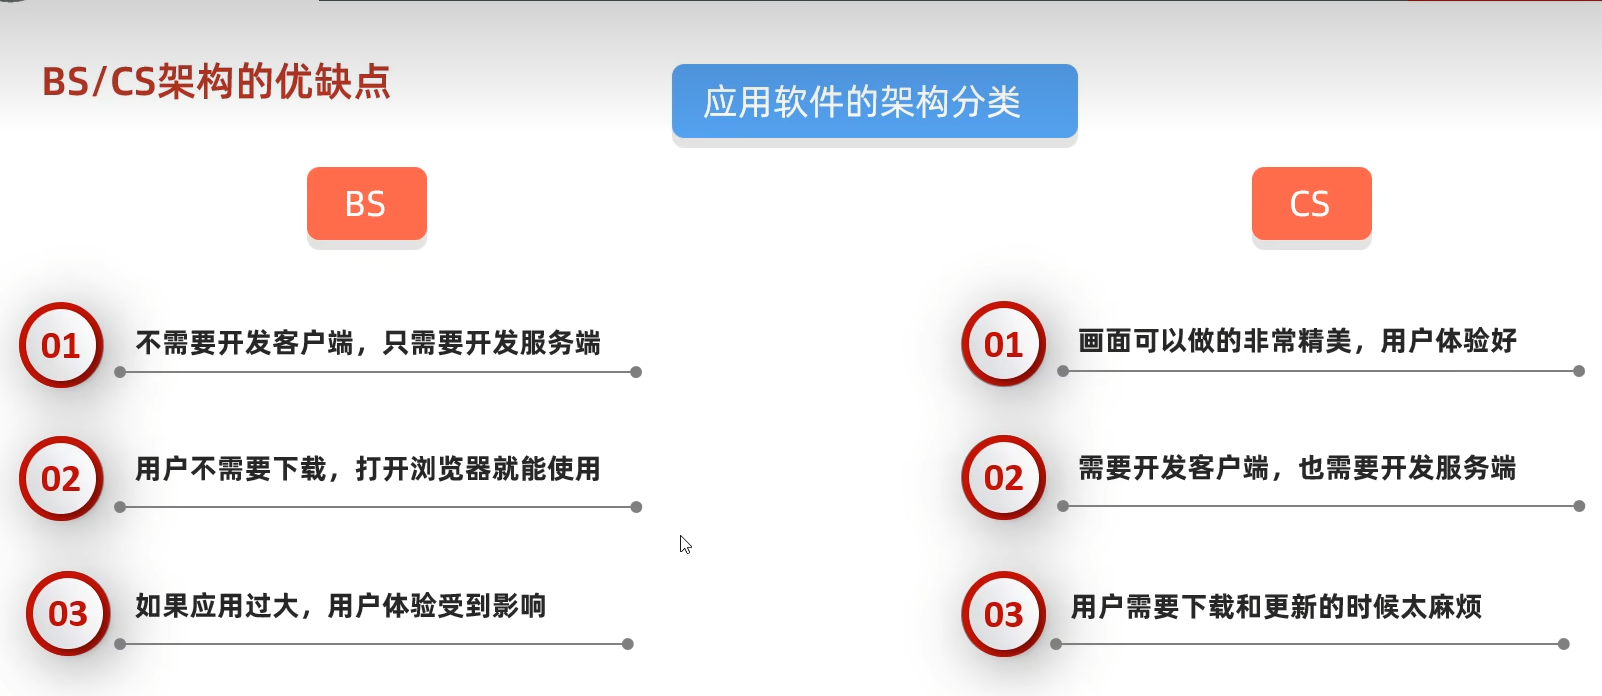 BS/CS架构的优缺点
应用软件的架构分类
BS
CS
01
不需要开发客户端，只需要开发服务端
02
用户不需要下载，打开浏览器就能使用
03
如果应用过大，用户体验受到影响
01
画面可以做的非常精美，用户体验好
02
需要开发客户端，也需要开发服务端
03
用户需要下载和更新的时候太麻烦